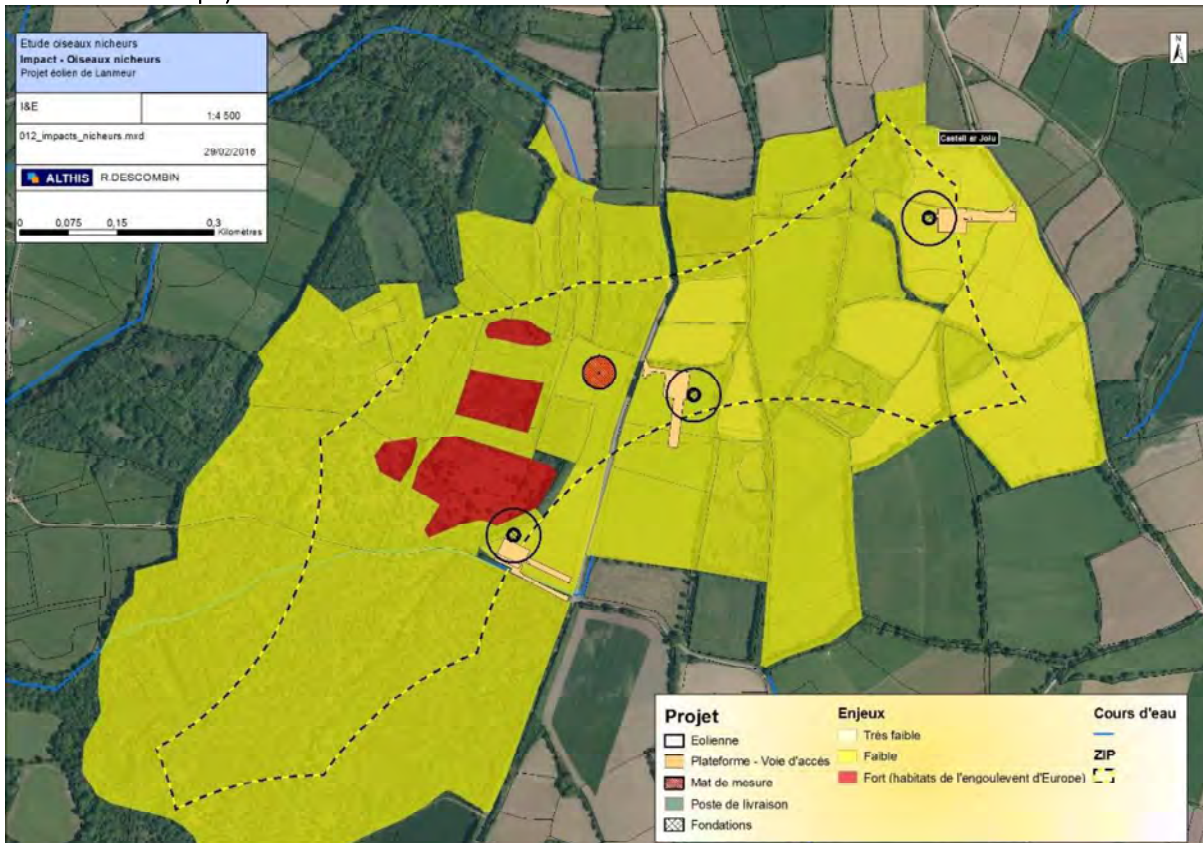 Etude oiseaux nicheurs
Impact - Oiseaux nicheurs
Projet éolien de Lanmeur
I&E
1:4 500
012_impacts_nicheurs.mxd
29/02/2016
ALTHIS R.DESCOMBIN
0 0,075 0,15 0,3
Kilomètres
N
Castell ar Jolu
Projet
Eolienne
Plateforme - Voie d'accès
Mat de mesure
Poste de livraison
Fondations
Enjeux
Très faible
Faible
Fort (habitats de l'engoulevent d'Europe)
Cours d'eau
ZIP